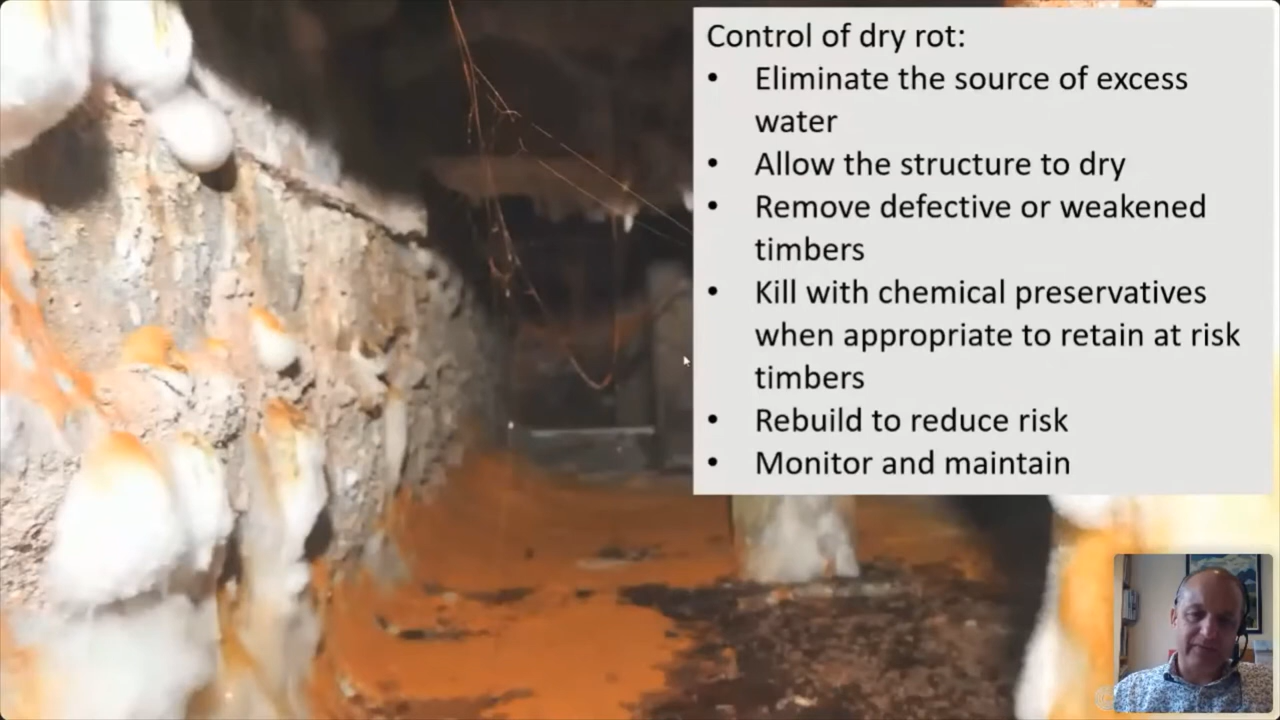 Control of dry rot:
• Eliminate the source of excess
water
• Allow the structure to dry
• Remove defective or weakened
timbers
• Kill with chemical preservatives
when appropriate to retain at risk
timbers
• Rebuild to reduce risk
• Monitor and maintain